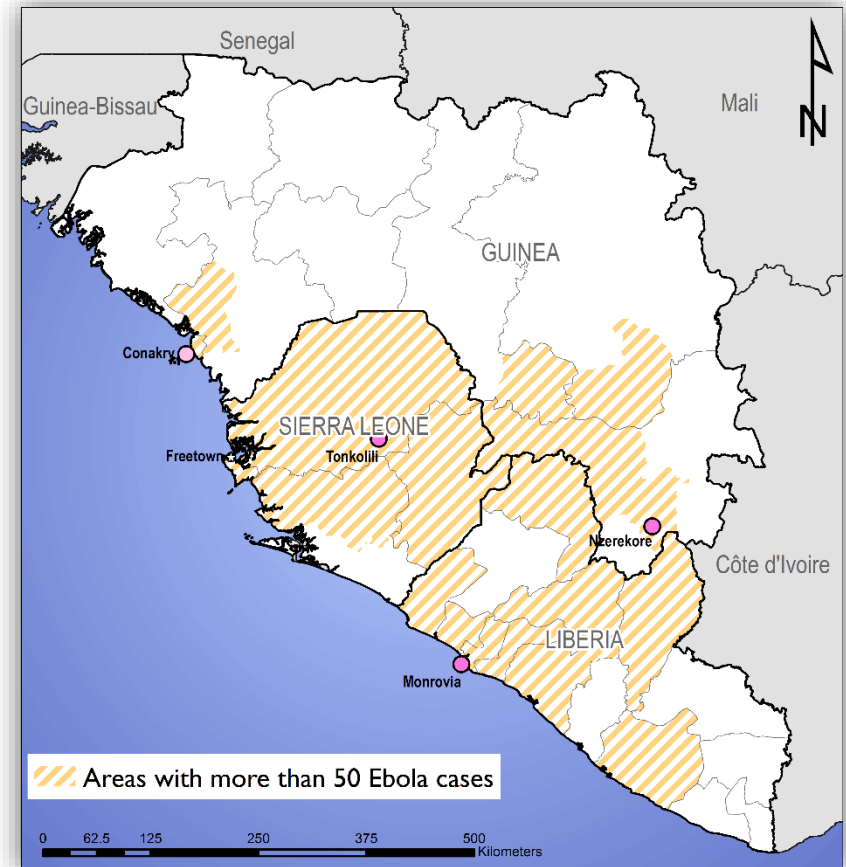 Senegal
Guinea-Bissau
Mali
N
GUINEA
Conakry
SIERRA LEONE
Freetown
Tonkolili
Nzerekore
Côte d'Ivoire
LIBERIA
Monrovia
Areas with more than 50 Ebola cases
0 62.5 125 250 375 500
Kilometers